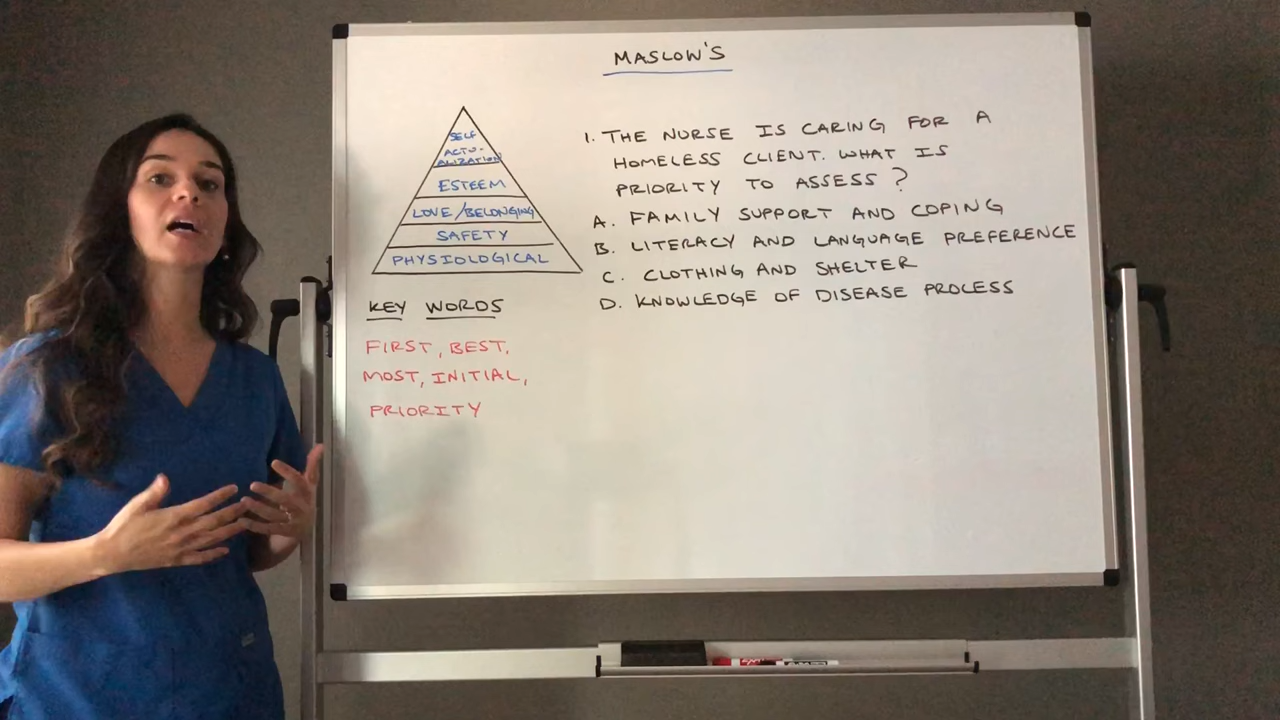 MASLOW'S
SELF
ACTU-
ALIZATION
ESTEEM
LOVE/BELONGING
SAFETY
PHYSIOLOGICAL
KEY WORDS
FIRST, BEST,
MOST, INITIAL,
PRIORITY
1. THE NURSE IS CARING FOR A
HOMELESS CLIENT. WHAT IS
PRIORITY TO ASSESS?
A. FAMILY SUPPORT AND COPING
B. LITERACY AND LANGUAGE PREFERENCE
C. CLOTHING AND SHELTER
D. KNOWLEDGE OF DISEASE PROCESS